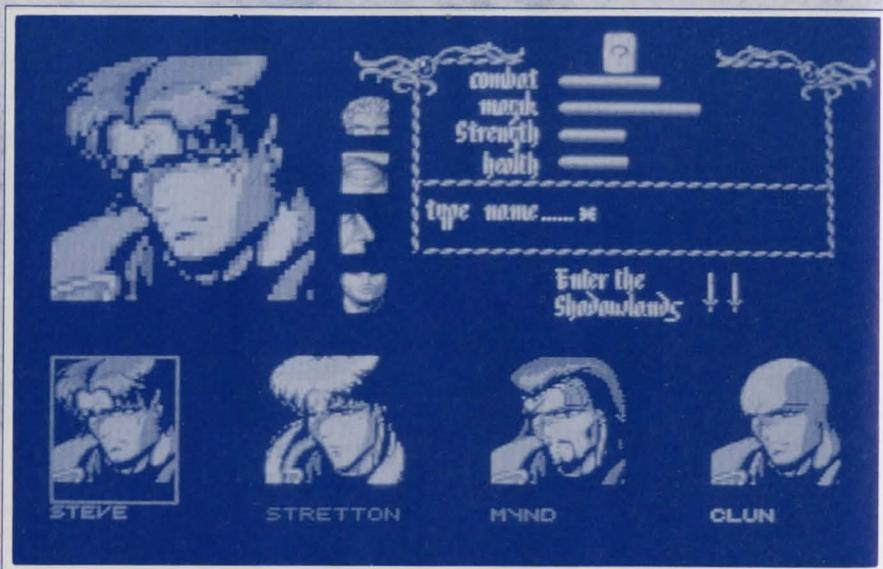 ?
combat
magik
Strength
health
type name......
Enter the
Shadowlands
STEVE
STRETTON
MYND
CLUN